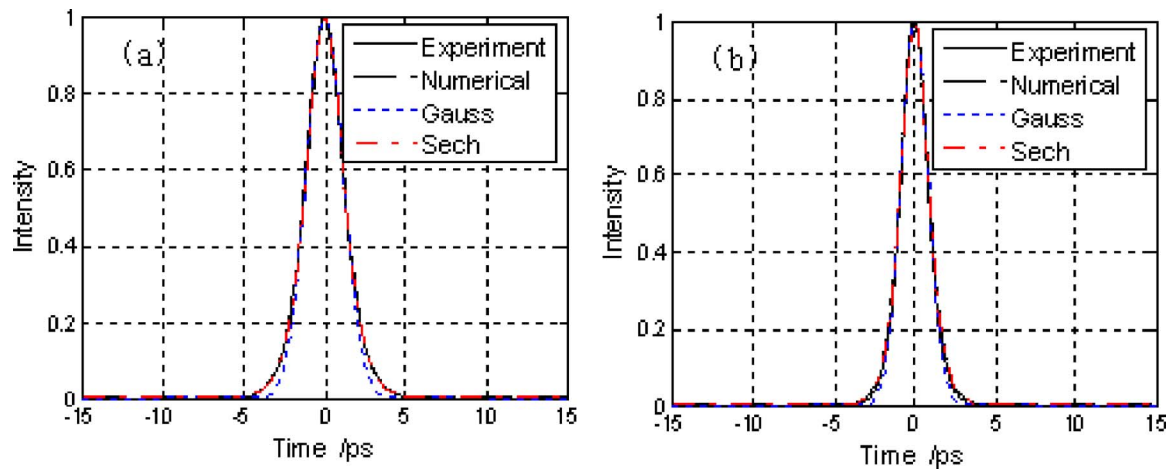 (a)
Experiment
Numerical
Gauss
Sech
Intensity
1
0.8
0.6
0.4
0.2
0
-15 -10 -5 0 5 10 15
Time /ps
(b)
Experiment
Numerical
Gauss
Sech
Intensity
1
0.8
0.6
0.4
0.2
0
-15 -10 -5 0 5 10 15
Time /ps